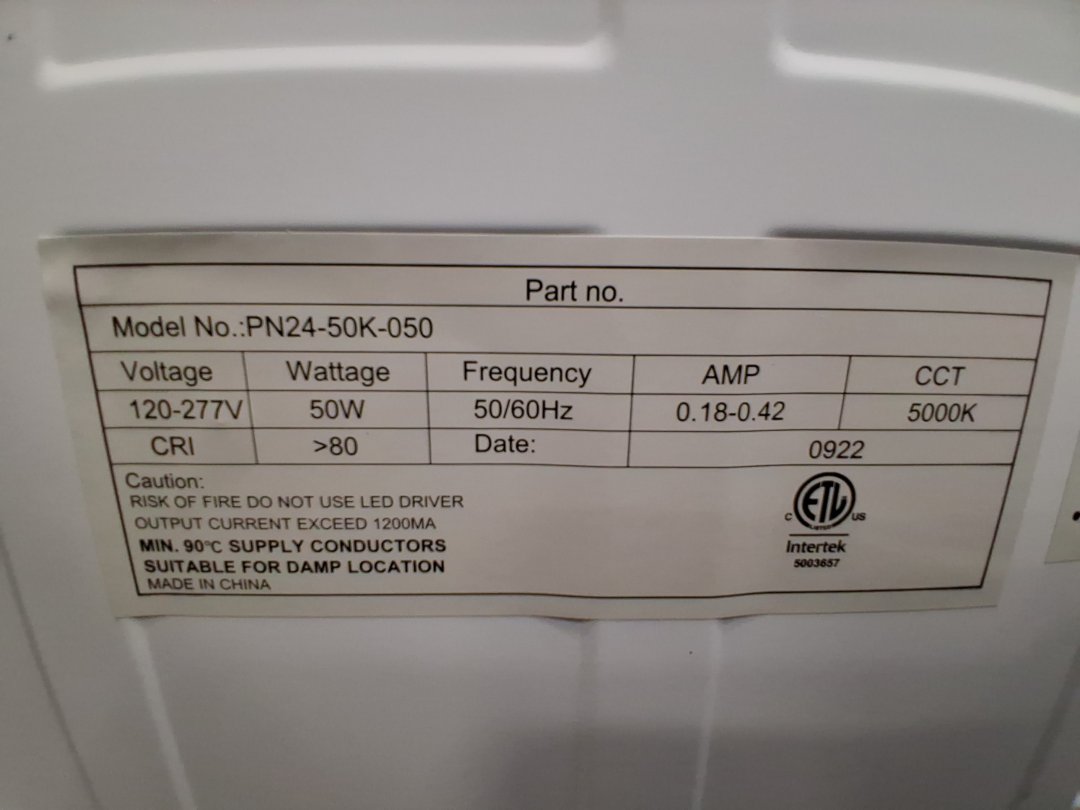 Part no.
Model No.:PN24-50K-050
Voltage Wattage Frequency AMP CCT
120-277V 50W 50/60Hz 0.18-0.42 5000K
CRI >80 Date: 0922
Caution:
RISK OF FIRE DO NOT USE LED DRIVER
OUTPUT CURRENT EXCEED 1200MA
MIN. 90℃ SUPPLY CONDUCTORS
SUITABLE FOR DAMP LOCATION
MADE IN CHINA
ETL
C US
LISTED
Intertek
5003657